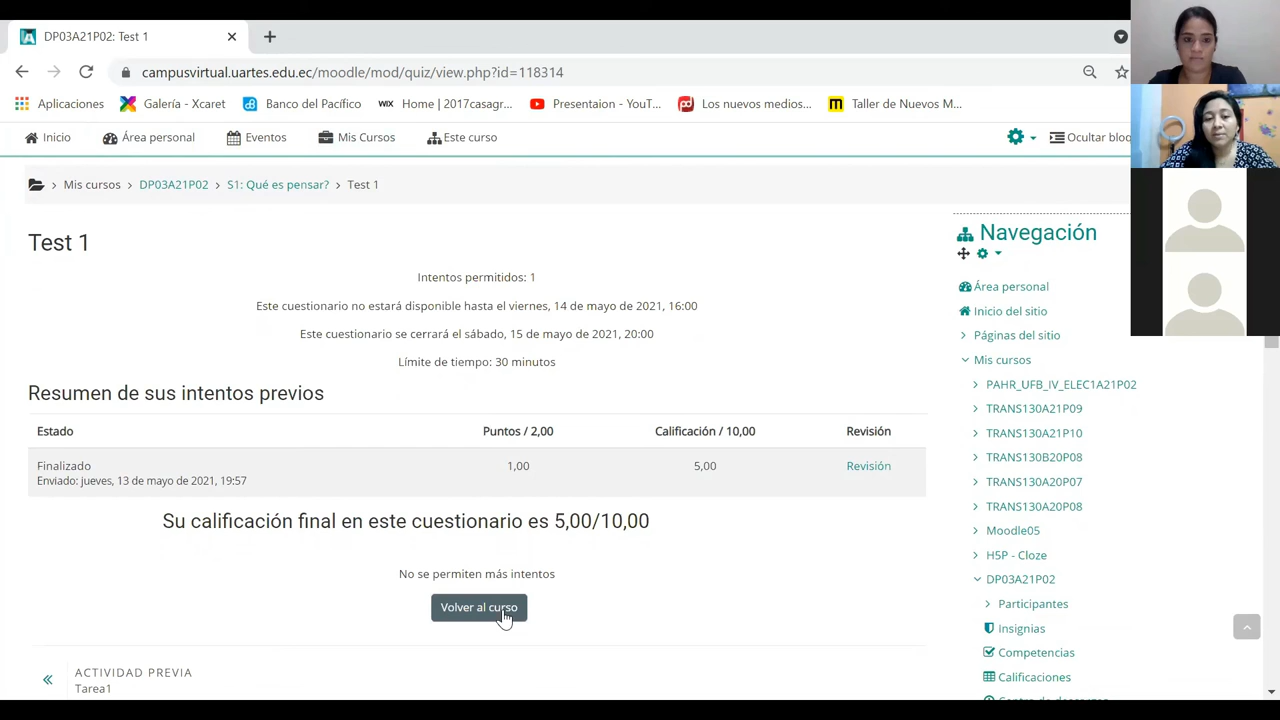 DP03A21P02: Test 1
campusvirtual.uartes.edu.ec/moodle/mod/quiz/view.php?id=118314
Aplicaciones Galería - Xcaret Banco del Pacífico WIX Home | 2017casagr... Presentaion - YouT... Los nuevos medios... Taller de Nuevos M...
Inicio Área personal Eventos Mis Cursos Este curso Ocultar bloq
Mis cursos DP03A21P02 S1: Qué es pensar? Test 1
Test 1
Intentos permitidos: 1
Este cuestionario no estará disponible hasta el viernes, 14 de mayo de 2021, 16:00
Este cuestionario se cerrará el sábado, 15 de mayo de 2021, 20:00
Límite de tiempo: 30 minutos
Resumen de sus intentos previos
Estado Puntos / 2,00 Calificación / 10,00 Revisión
Finalizado 1,00 5,00 Revisión
Enviado: jueves, 13 de mayo de 2021, 19:57
Su calificación final en este cuestionario es 5,00/10,00
No se permiten más intentos
Volver al curso
ACTIVIDAD PREVIA
Tarea1
Navegación
Área personal
Inicio del sitio
Páginas del sitio
Mis cursos
PAHR_UFB_IV_ELEC1A21P02
TRANS130A21P09
TRANS130A21P10
TRANS130B20P08
TRANS130A20P07
TRANS130A20P08
Moodle05
H5P - Cloze
DP03A21P02
Participantes
Insignias
Competencias
Calificaciones